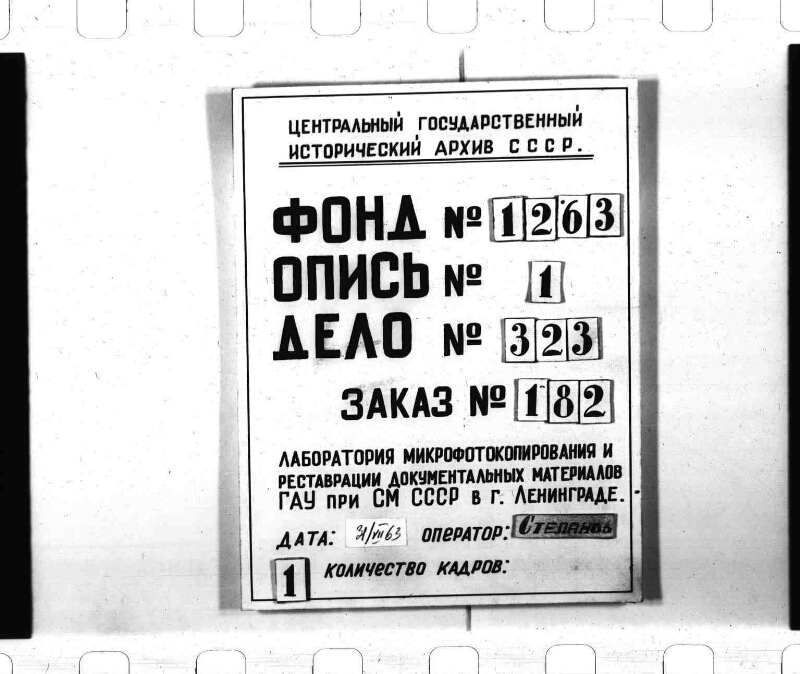 ЦЕНТРАЛЬНЫЙ ГОСУДАРСТВЕННЫЙ
ИСТОРИЧЕСКИЙ АРХИВ СССР.
ФОНД № 1263
ОПИСЬ № 1
ДЕЛО № 323
ЗАКАЗ № 182
ЛАБОРАТОРИЯ МИКРОФОТОКОПИРОВАНИЯ И
РЕСТАВРАЦИИ ДОКУМЕНТАЛЬНЫХ МАТЕРИАЛОВ
ГАУ ПРИ СМ СССР В Г. ЛЕНИНГРАДЕ.
ДАТА: 31/VII 63 ОПЕРАТОР: СТЕПАНОВ
1 КОЛИЧЕСТВО КАДРОВ: